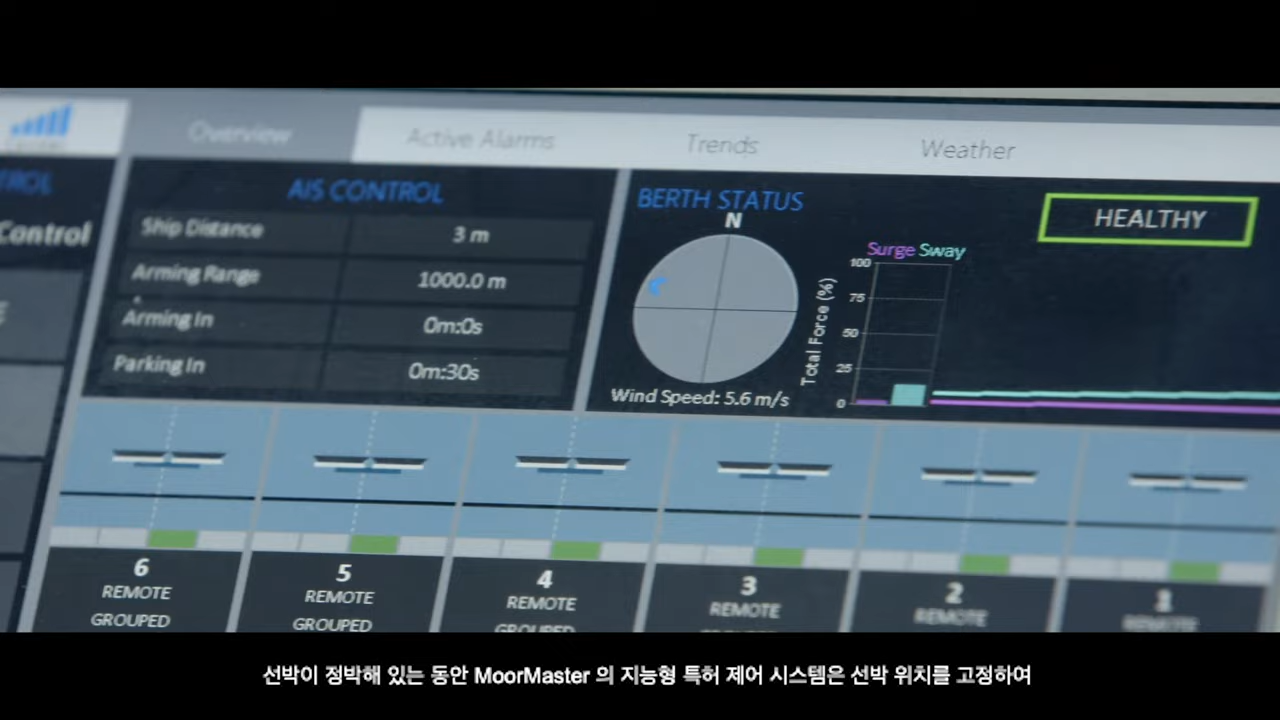 Overview
Active Alarms
Trends
Weather
TROL
Control
AIS CONTROL
Ship Distance 3 m
Arming Range 1000.0 m
Arming In 0m:0s
Parking In 0m:30s
BERTH STATUS
N
Wind Speed: 5.6 m/s
HEALTHY
Surge Sway
Total Force (%)
100
75
50
25
0
6
REMOTE
GROUPED
5
REMOTE
GROUPED
4
REMOTE
GROUPED
3
REMOTE
2
REMOTE
1
REMOTE
선박이 정박해 있는 동안 MoorMaster 의 지능형 특허 제어 시스템은 선박 위치를 고정하여